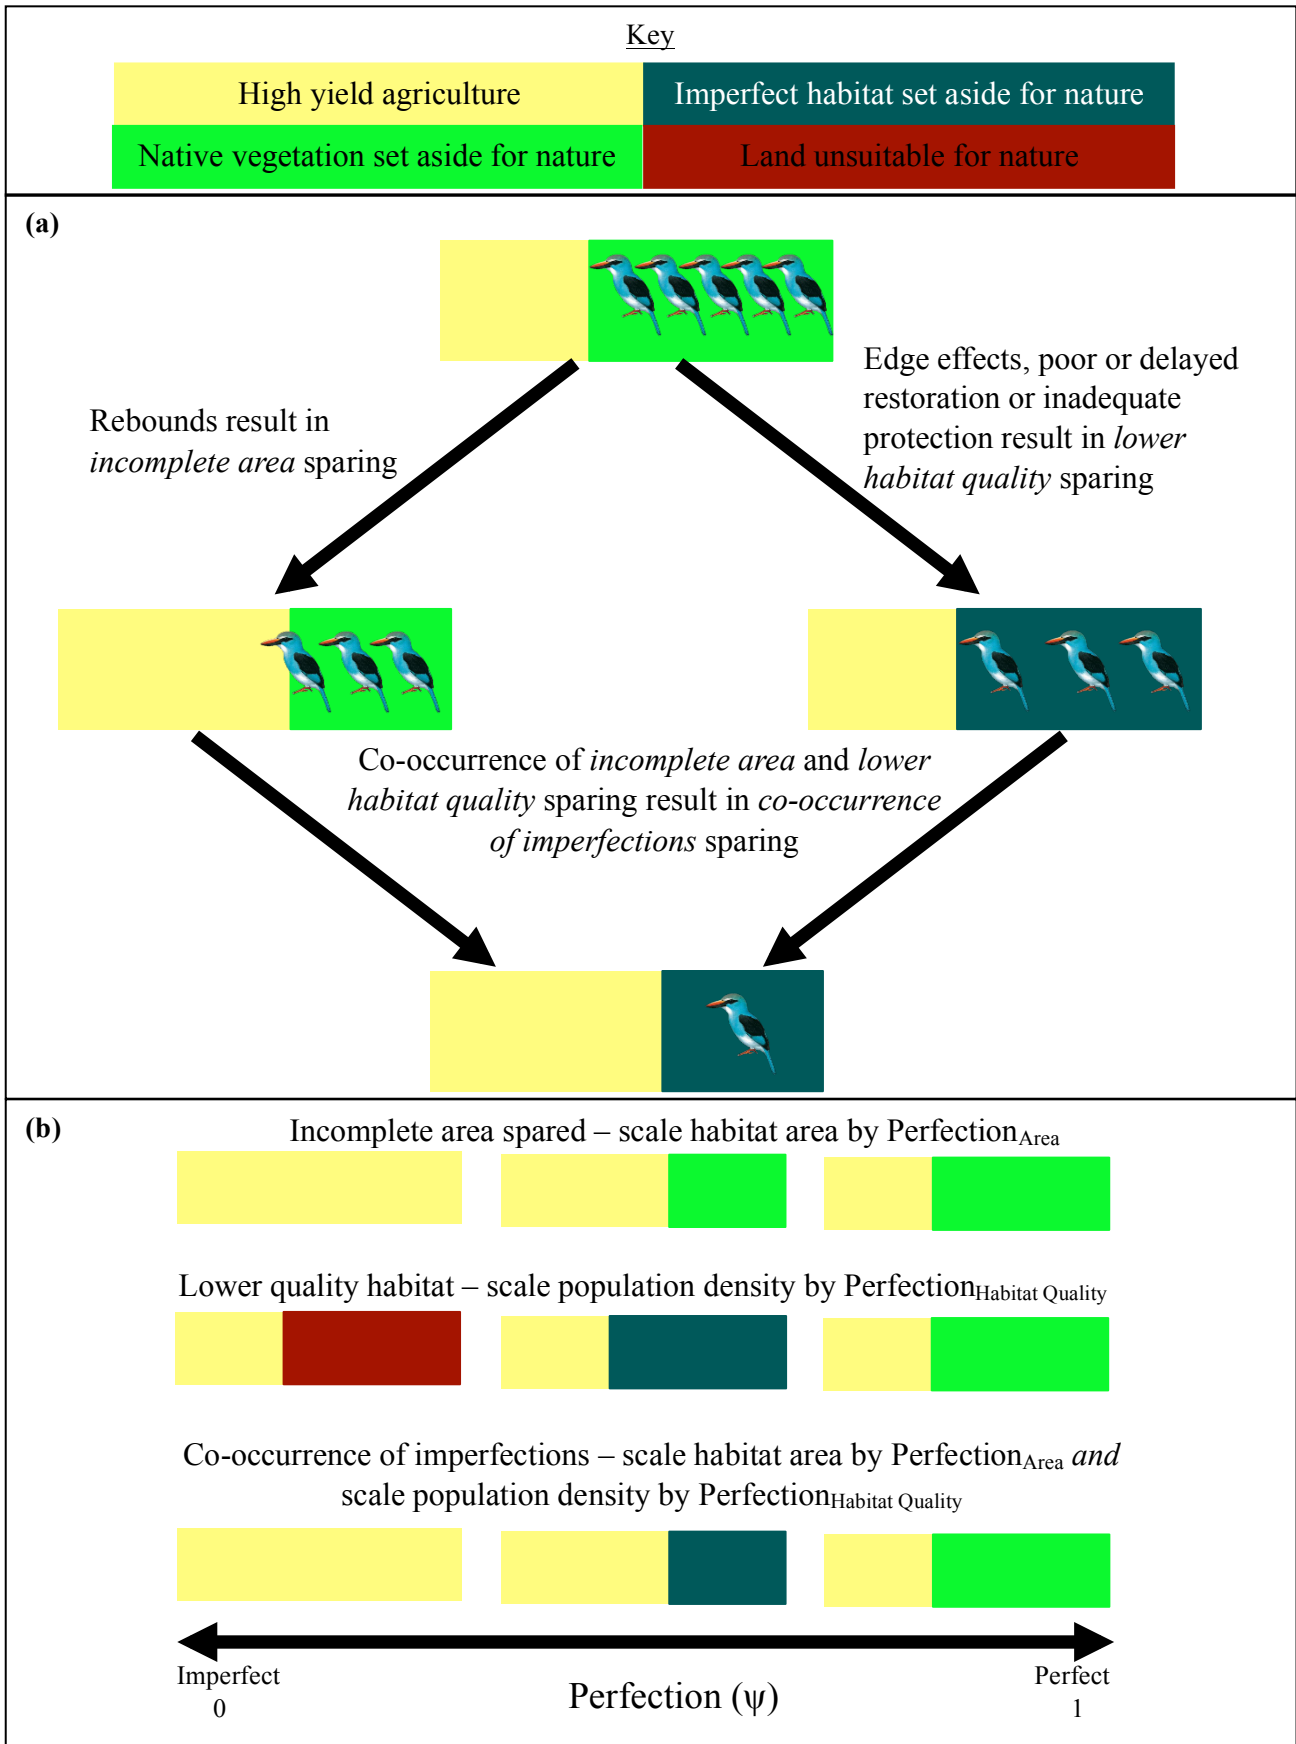 Key
High yield agriculture
Imperfect habitat set aside for nature
Native vegetation set aside for nature
Land unsuitable for nature
(a)
Edge effects, poor or delayed
restoration or inadequate
protection result in lower
habitat quality sparing
Rebounds result in
incomplete area sparing
Co-occurrence of incomplete area and lower
habitat quality sparing result in co-occurrence
of imperfections sparing
(b)
Incomplete area spared – scale habitat area by PerfectionArea
Lower quality habitat – scale population density by PerfectionHabitat Quality
Co-occurrence of imperfections – scale habitat area by PerfectionArea and
scale population density by PerfectionHabitat Quality
Imperfect
0
Perfection (ψ)
Perfect
1